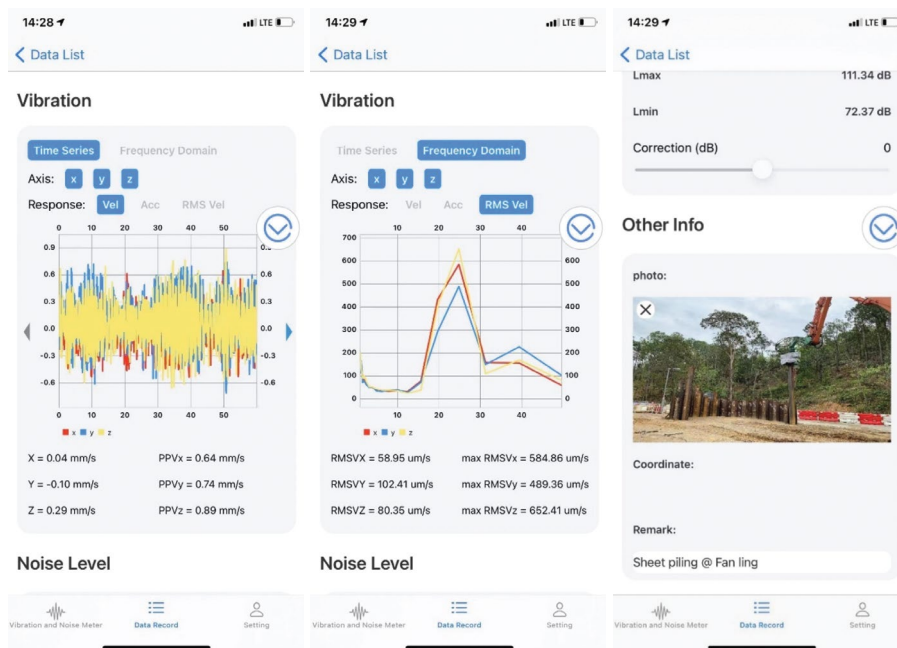 14:28
LTE
Data List
Vibration
Time Series Frequency Domain
Axis: x y z
Response: Vel Acc RMS Vel
0 10 20 30 40 50
0.9
0.6 0.6
0.3 0.3
0.0 0.0
-0.3 -0.3
-0.6 -0.6
0 10 20 30 40 50
x y z
X = 0.04 mm/s PPVx = 0.64 mm/s
Y = -0.10 mm/s PPVy = 0.74 mm/s
Z = 0.29 mm/s PPVz = 0.89 mm/s
Noise Level
Vibration and Noise Meter Data Record Setting
14:29
LTE
Data List
Vibration
Time Series Frequency Domain
Axis: x y z
Response: Vel Acc RMS Vel
10 20 30 40
700
600 600
500 500
400 400
300 300
200 200
100 100
0 0
10 20 30 40
x y z
RMSVX = 58.95 um/s max RMSVx = 584.86 um/s
RMSVY = 102.41 um/s max RMSVy = 489.36 um/s
RMSVZ = 80.35 um/s max RMSVz = 652.41 um/s
Noise Level
Vibration and Noise Meter Data Record Setting
14:29
LTE
Data List
Lmax 111.34 dB
Lmin 72.37 dB
Correction (dB) 0
Other Info
photo:
Coordinate:
Remark:
Sheet piling @ Fan ling
Vibration and Noise Meter Data Record Setting